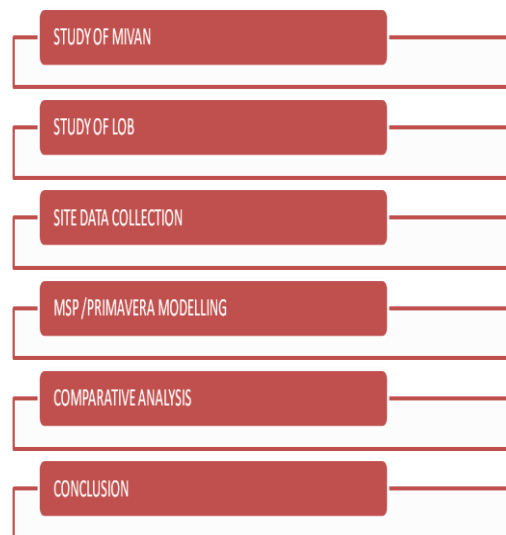 STUDY OF MIVAN
STUDY OF LOB
SITE DATA COLLECTION
MSP /PRIMAVERA MODELLING
COMPARATIVE ANALYSIS
CONCLUSION